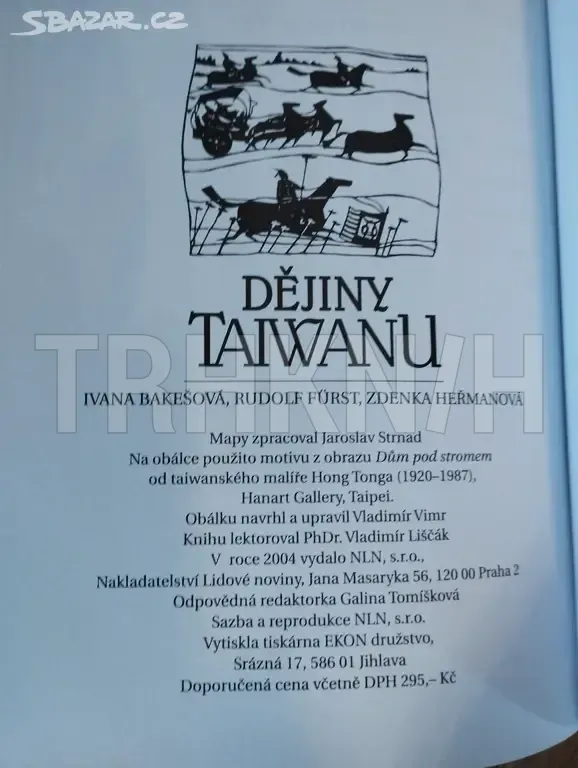 SBAZAR.CZ
DĚJINY
TAIWANU
IVANA BAKEŠOVÁ, RUDOLF FÜRST, ZDENKA HEŘMANOVÁ
Mapy zpracoval Jaroslav Strnad
Na obálce použito motivu z obrazu Dům pod stromem
od taiwanského malíře Hong Tonga (1920–1987),
Hanart Gallery, Taipei.
Obálku navrhl a upravil Vladimír Vimr
Knihu lektoroval PhDr. Vladimír Liščák
V roce 2004 vydalo NLN, s.r.o.,
Nakladatelství Lidové noviny, Jana Masaryka 56, 120 00 Praha 2
Odpovědná redaktorka Galina Tomíšková
Sazba a reprodukce NLN, s.r.o.
Vytiskla tiskárna EKON družstvo,
Srázná 17, 586 01 Jihlava
Doporučená cena včetně DPH 295,– Kč